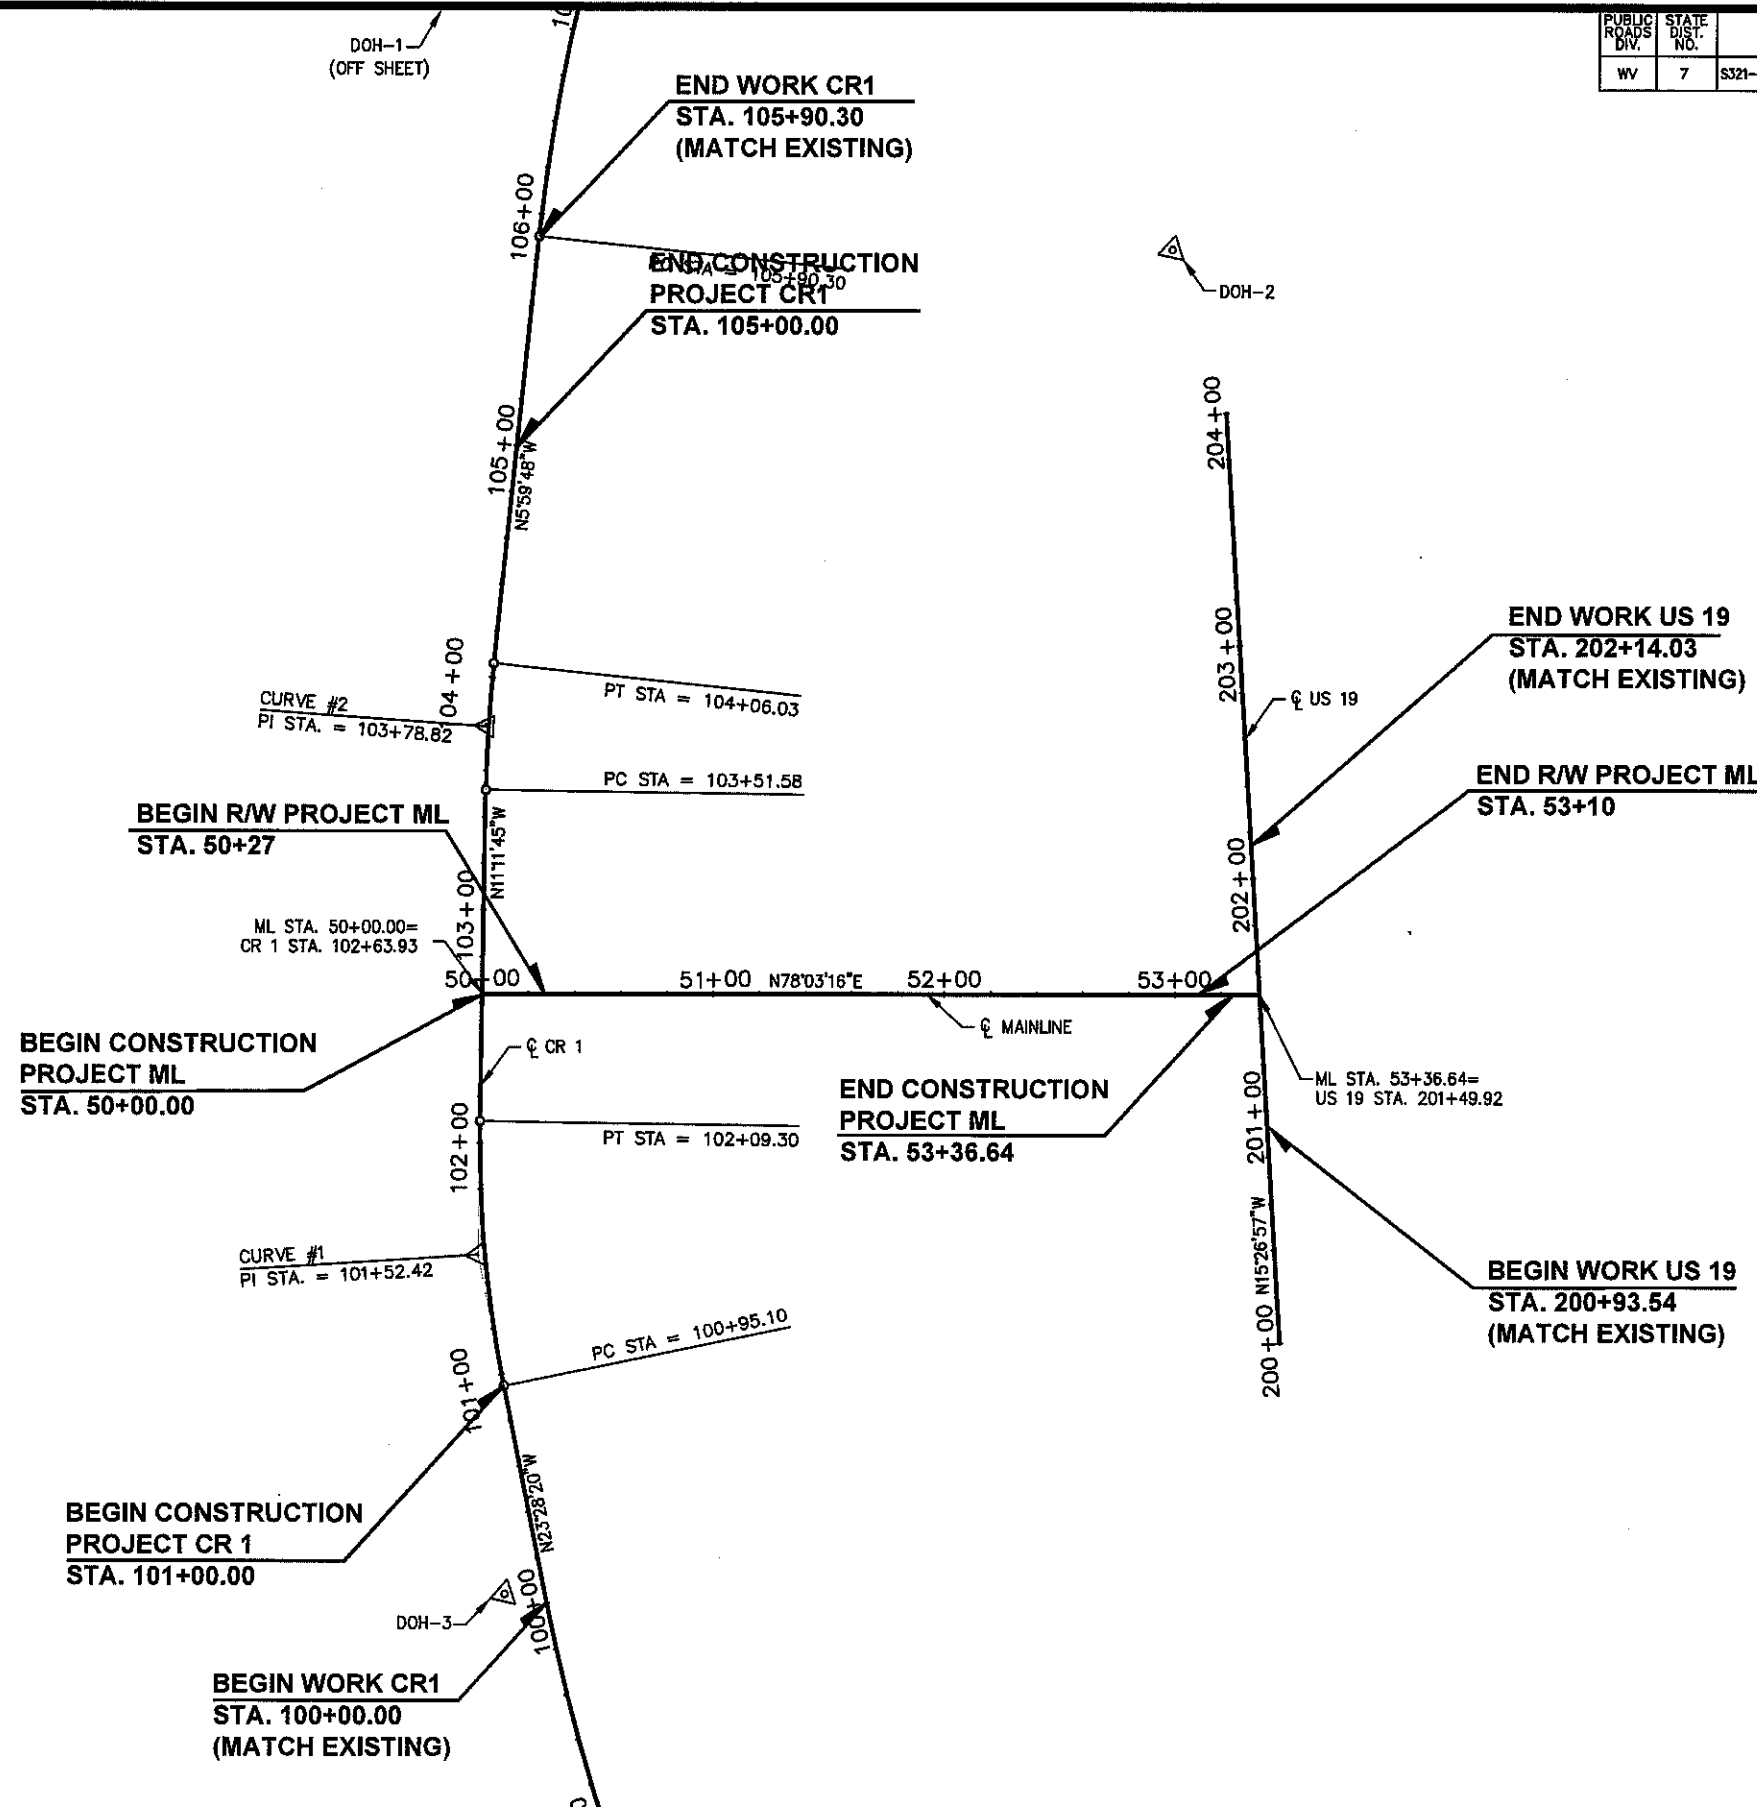 DOH-1
(OFF SHEET)
PUBLIC ROADS DIV.
STATE DIST. NO.
WV
7
S321-
END WORK CR1
STA. 105+90.30
(MATCH EXISTING)
106+00
PC STA = 105+90.30
END CONSTRUCTION
PROJECT CR1
STA. 105+00.00
DOH-2
105+00
N5°59'48"W
204+00
203+00
END WORK US 19
STA. 202+14.03
(MATCH EXISTING)
104+00
PT STA = 104+06.03
CURVE #2
PI STA. = 103+78.82
℄ US 19
PC STA = 103+51.58
END R/W PROJECT ML
STA. 53+10
BEGIN R/W PROJECT ML
STA. 50+27
N11°11'45"W
202+00
103+00
ML STA. 50+00.00=
CR 1 STA. 102+63.93
50+00
51+00
N78°03'16"E
52+00
53+00
℄ MAINLINE
BEGIN CONSTRUCTION
PROJECT ML
STA. 50+00.00
℄ CR 1
END CONSTRUCTION
PROJECT ML
STA. 53+36.64
ML STA. 53+36.64=
US 19 STA. 201+49.92
201+00
102+00
PT STA = 102+09.30
CURVE #1
PI STA. = 101+52.42
N15°26'57"W
BEGIN WORK US 19
STA. 200+93.54
(MATCH EXISTING)
PC STA = 100+95.10
200+00
101+00
N23°28'20"W
BEGIN CONSTRUCTION
PROJECT CR 1
STA. 101+00.00
DOH-3
100+00
BEGIN WORK CR1
STA. 100+00.00
(MATCH EXISTING)